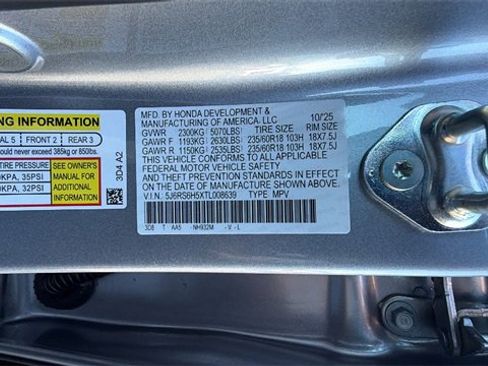 NG INFORMATION
AL 5 | FRONT 2 | REAR 3
ould never exceed 385kg or 850lbs.
TIRE PRESSURE
KPA, 35PSI
0KPA, 32PSI
SEE OWNER'S
MANUAL FOR
ADDITIONAL
INFORMATION
3D4 A2
MFD. BY HONDA DEVELOPMENT &
MANUFACTURING OF AMERICA. LLC 10/25
GVWR 2300KG( 5070LBS) TIRE SIZE RIM SIZE
GAWR F 1193KG( 2630LBS) 235/60R18 103H 18X7.5J
GAWR R 1150KG( 2535LBS) 235/60R18 103H 18X7.5J
THIS VEHICLE CONFORMS TO ALL APPLICABLE
FEDERAL MOTOR VEHICLE SAFETY
AND THEFT PREVENTION STANDARDS IN EFFECT
ON THE DATE OF MANUFACTURE SHOWN ABOVE.
V.I.N. 5J6RS6H5XTL008639 TYPE MPV
3D8 T AA5 -NH932M -V -L